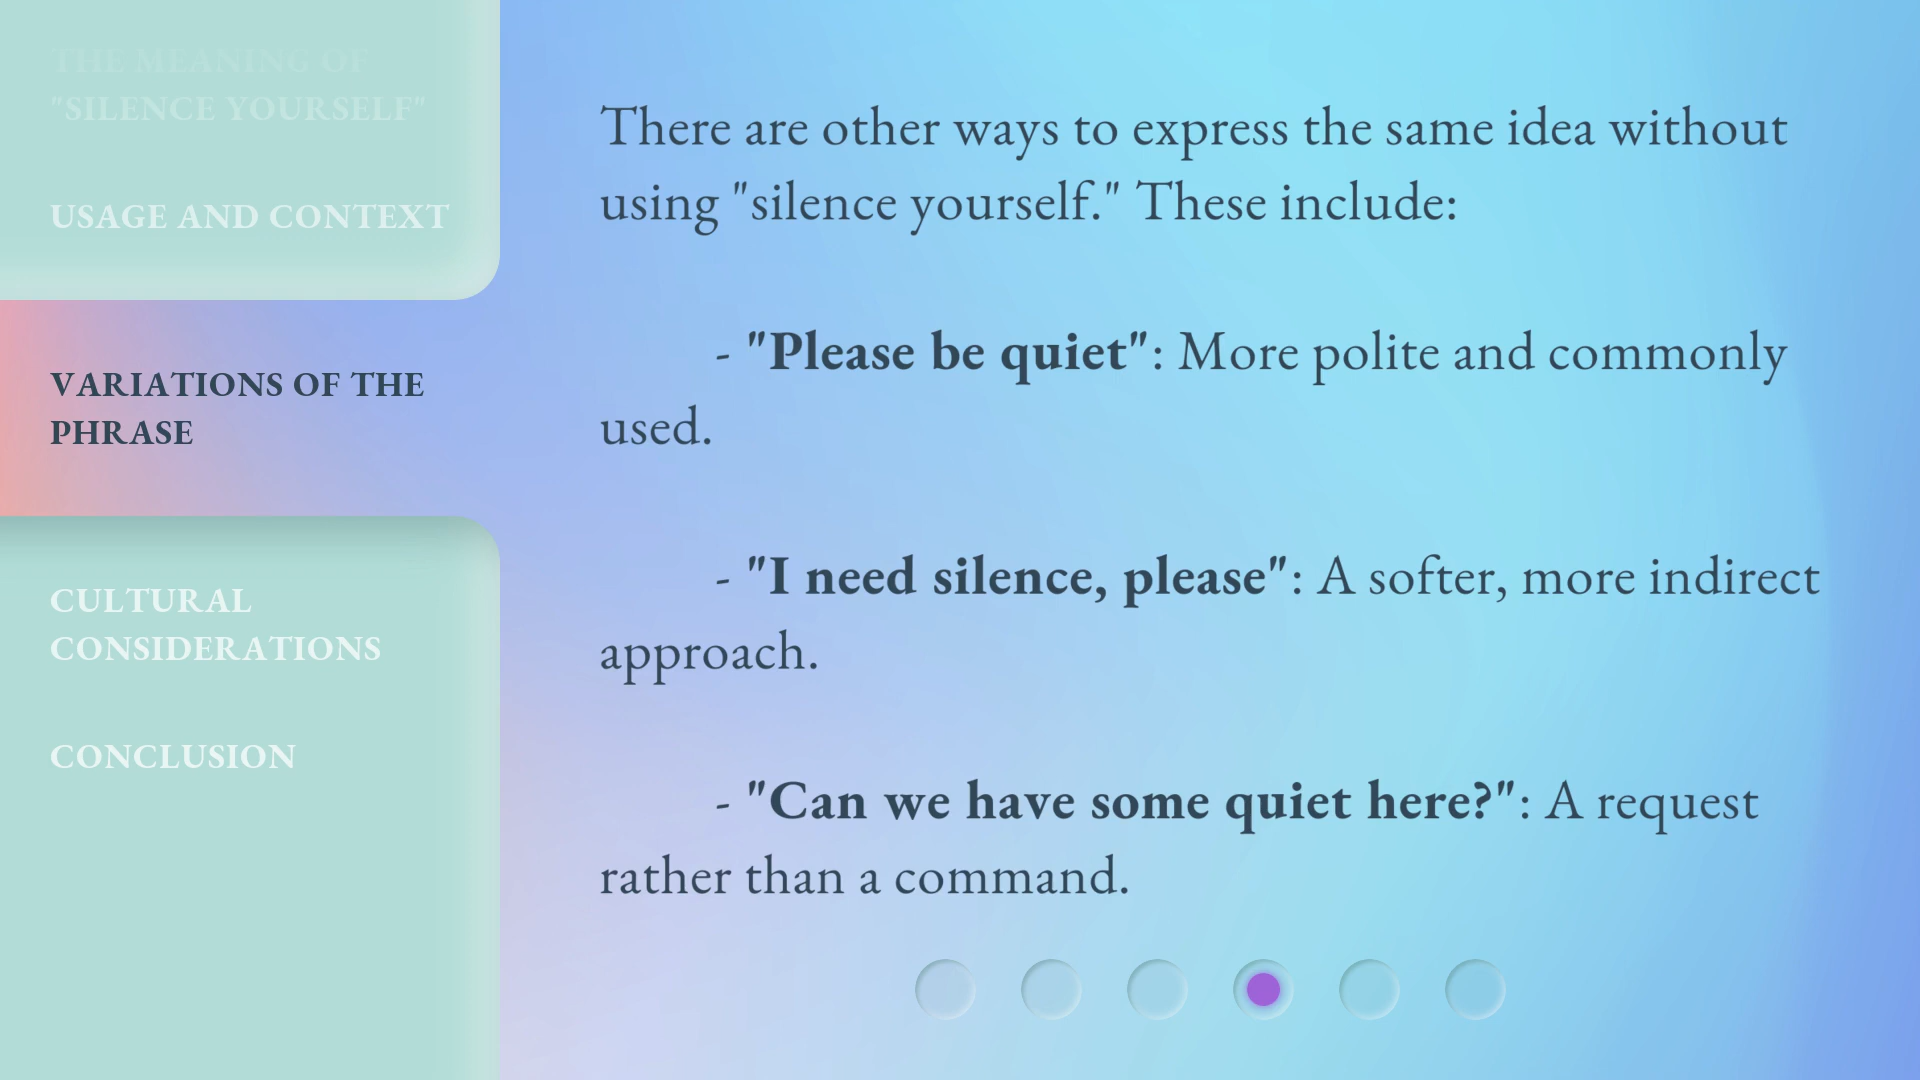 THE MEANING OF
"SILENCE YOURSELF"
USAGE AND CONTEXT
VARIATIONS OF THE
PHRASE
CULTURAL
CONSIDERATIONS
CONCLUSION
There are other ways to express the same idea without
using "silence yourself." These include:
- "Please be quiet": More polite and commonly
used.
- "I need silence, please": A softer, more indirect
approach.
- "Can we have some quiet here?": A request
rather than a command.